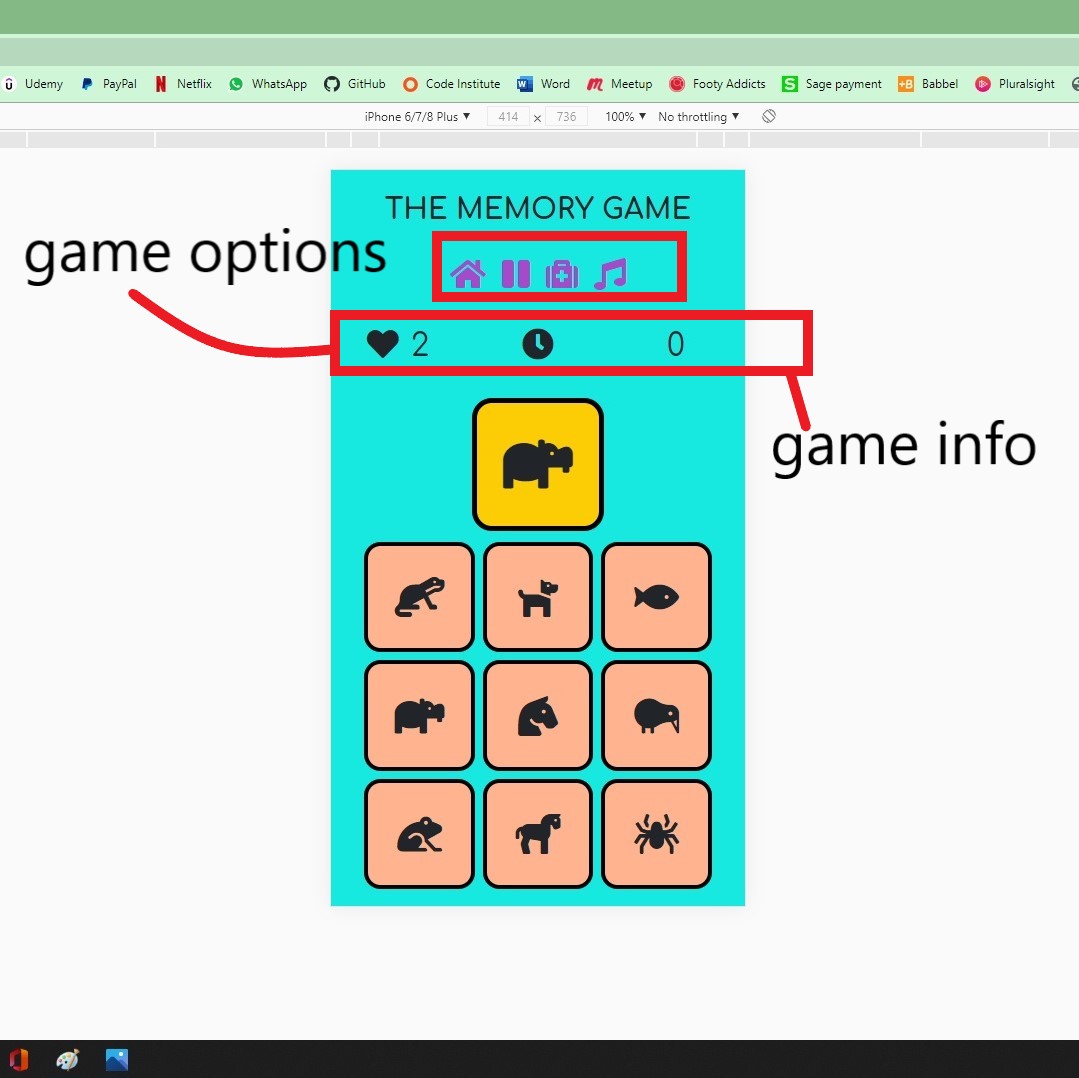 Udemy PayPal Netflix WhatsApp GitHub Code Institute Word Meetup Footy Addicts Sage payment Babbel Pluralsight
iPhone 6/7/8 Plus ▼ 414 x 736 100% ▼ No throttling ▼
THE MEMORY GAME
game options
2 0
game info